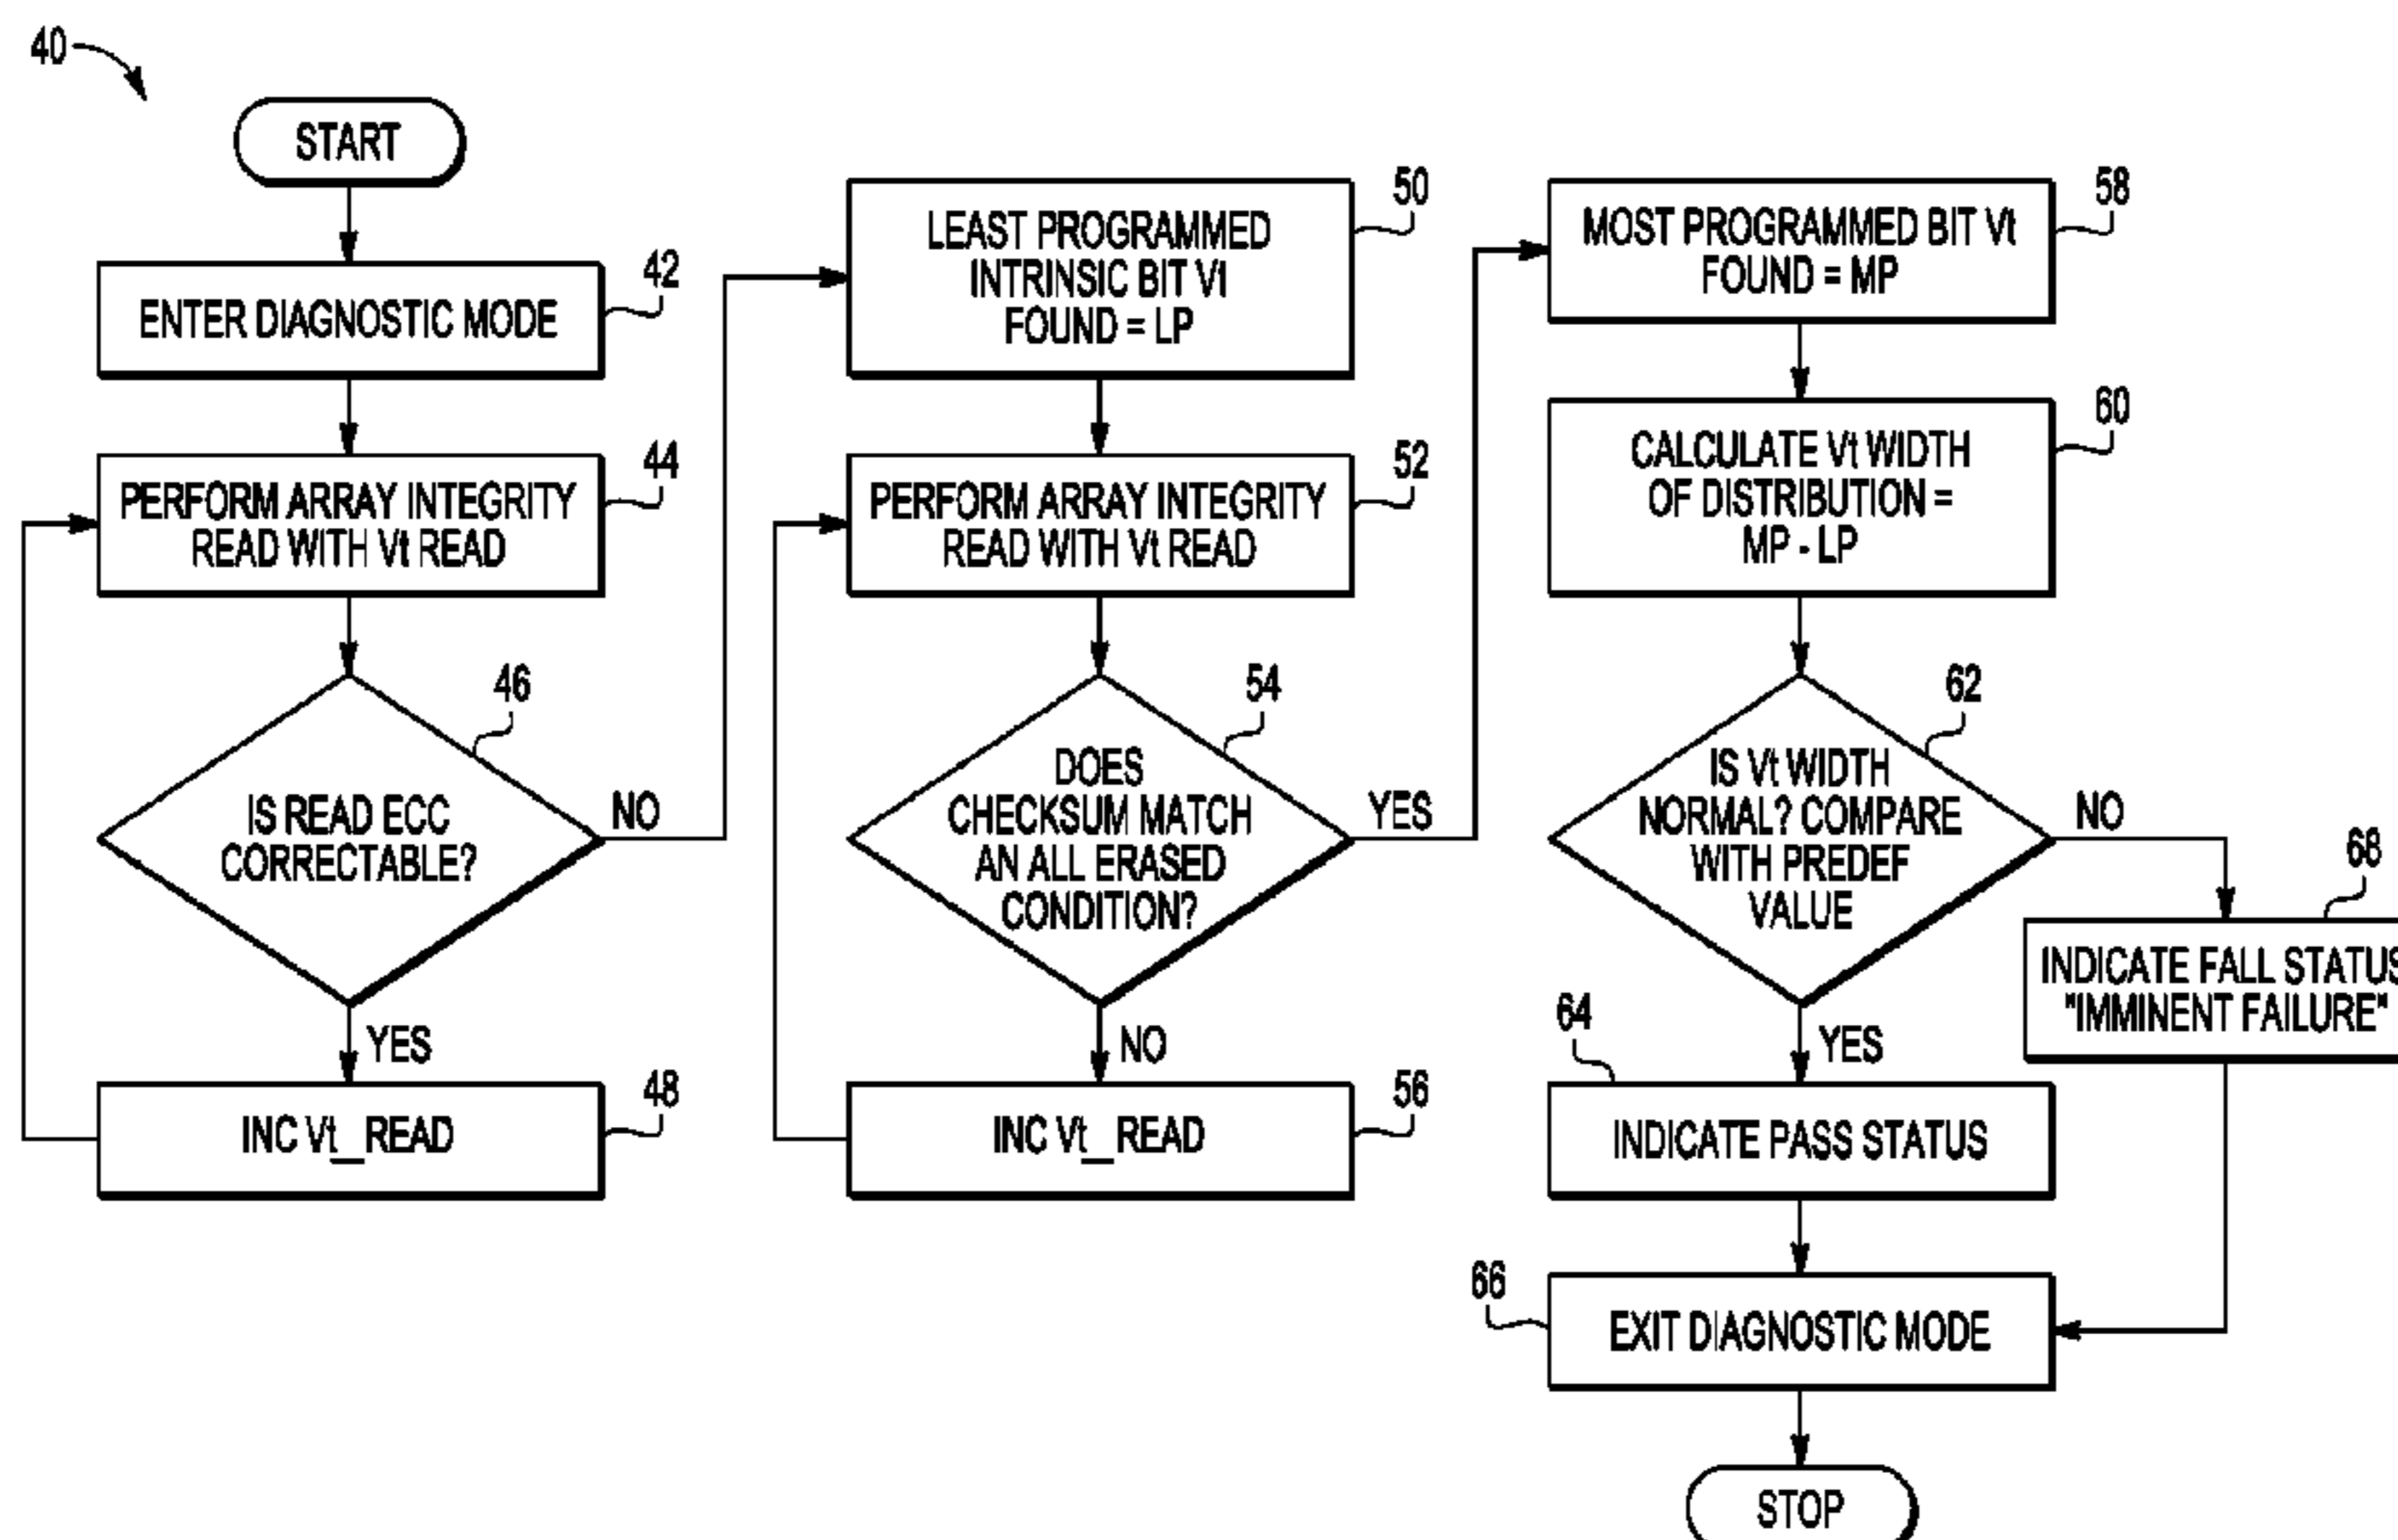 40
START
ENTER DIAGNOSTIC MODE
42
PERFORM ARRAY INTEGRITY
READ WITH Vt READ
44
IS READ ECC
CORRECTABLE?
46
NO
YES
INC Vt_READ
48
LEAST PROGRAMMED
INTRINSIC BIT Vt
FOUND = LP
50
PERFORM ARRAY INTEGRITY
READ WITH Vt READ
52
DOES
CHECKSUM MATCH
AN ALL ERASED
CONDITION?
54
YES
NO
INC Vt_READ
56
MOST PROGRAMMED BIT Vt
FOUND = MP
58
CALCULATE Vt WIDTH
OF DISTRIBUTION =
MP - LP
60
IS Vt WIDTH
NORMAL? COMPARE
WITH PREDEF
VALUE
62
NO
YES
INDICATE FALL STATUS
"IMMINENT FAILURE"
68
64
INDICATE PASS STATUS
66
EXIT DIAGNOSTIC MODE
STOP